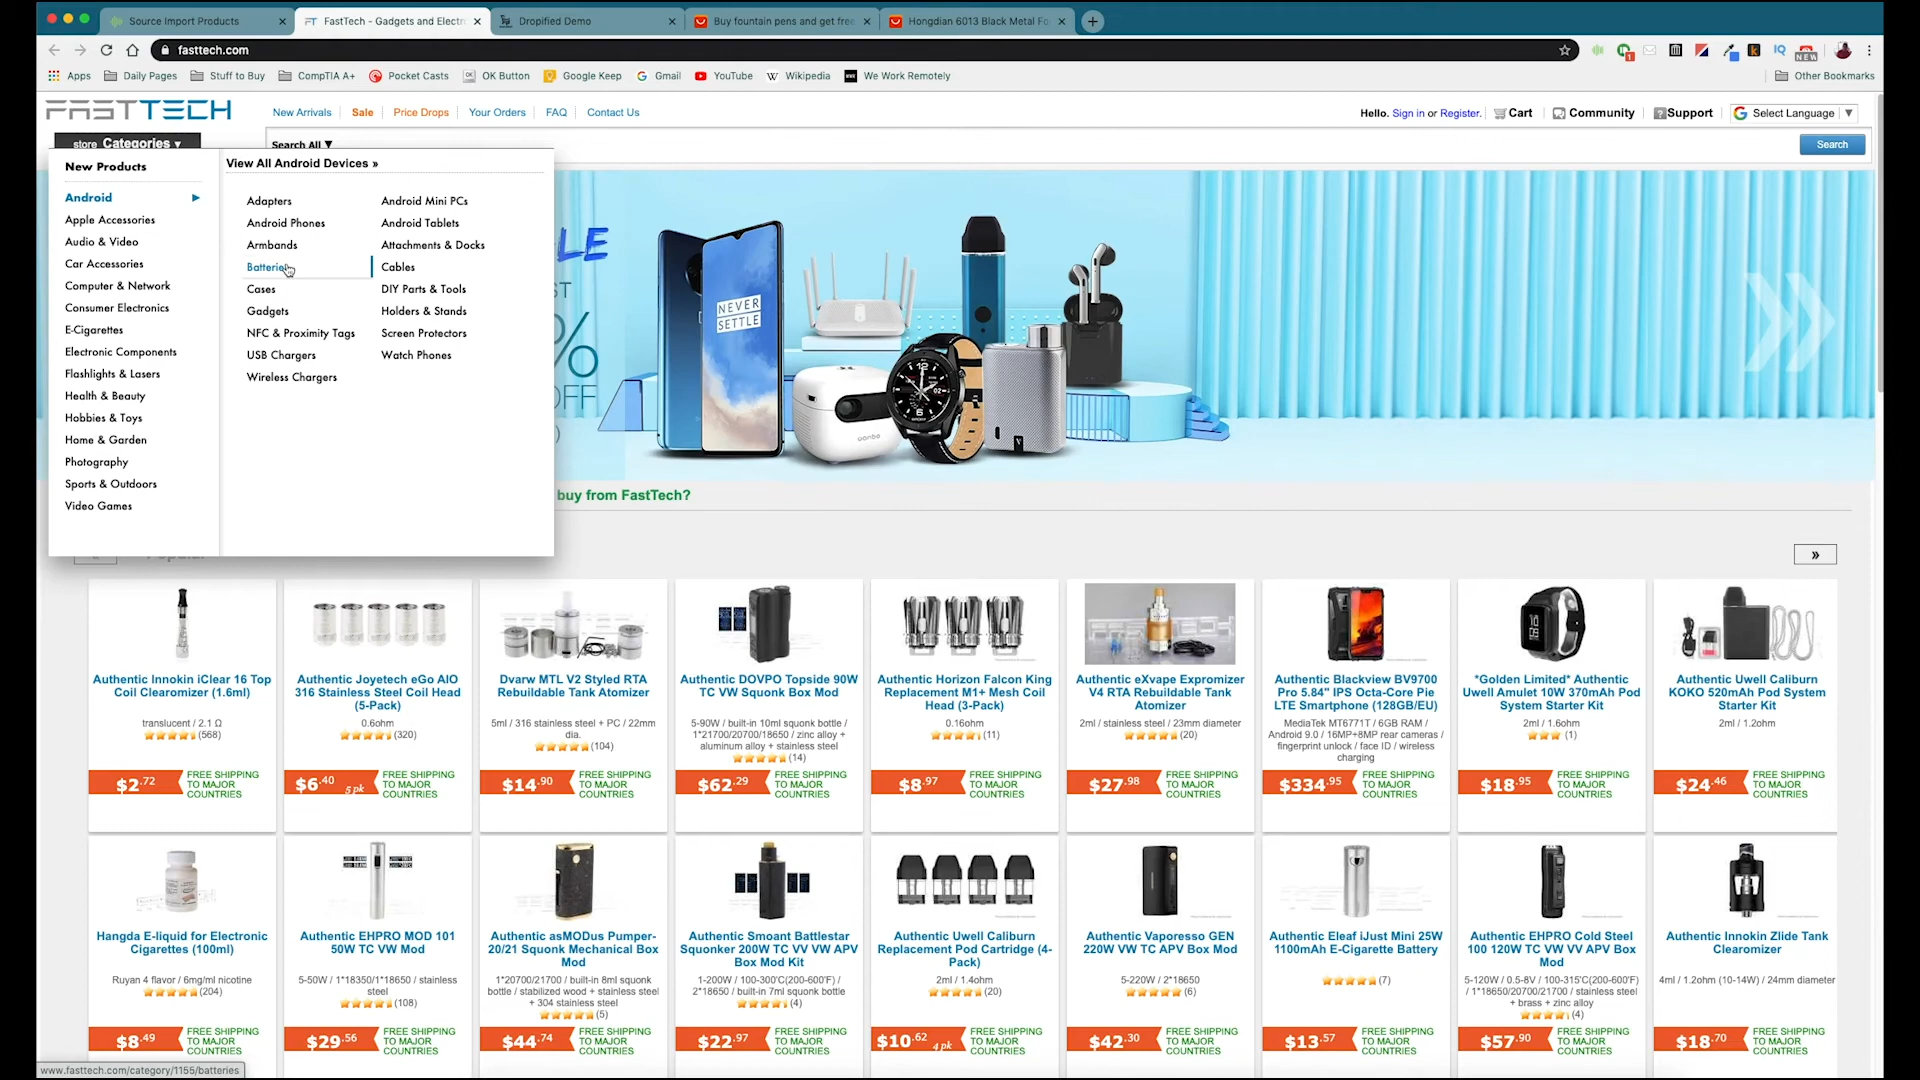 Source Import Products
FastTech - Gadgets and Electr
Dropified Demo
Buy fountain pens and get free
Hongdian 6013 Black Metal Fo
fasttech.com
Apps
Daily Pages
Stuff to Buy
CompTIA A+
Pocket Casts
OK Button
Google Keep
Gmail
YouTube
Wikipedia
We Work Remotely
Other Bookmarks
FASTTECH
New Arrivals
Sale
Price Drops
Your Orders
FAQ
Contact Us
Hello. Sign in or Register.
Cart
Community
Support
Select Language ▼
store Categories ▼
Search All ▼
Search
New Products
Android
Apple Accessories
Audio & Video
Car Accessories
Computer & Network
Consumer Electronics
E-Cigarettes
Electronic Components
Flashlights & Lasers
Health & Beauty
Hobbies & Toys
Home & Garden
Photography
Sports & Outdoors
Video Games
View All Android Devices »
Adapters
Android Phones
Armbands
Batteries
Cases
Gadgets
NFC & Proximity Tags
USB Chargers
Wireless Chargers
Android Mini PCs
Android Tablets
Attachments & Docks
Cables
DIY Parts & Tools
Holders & Stands
Screen Protectors
Watch Phones
LE
ST
%
OFF
NEVER
SETTLE
wanbo
buy from FastTech?
»
Authentic Innokin iClear 16 Top
Coil Clearomizer (1.6ml)
translucent / 2.1 Ω
(568)
$2.72
FREE SHIPPING
TO MAJOR
COUNTRIES
Authentic Joyetech eGo AIO
316 Stainless Steel Coil Head
(5-Pack)
0.6ohm
(320)
$6.40 5 pk
FREE SHIPPING
TO MAJOR
COUNTRIES
Dvarw MTL V2 Styled RTA
Rebuildable Tank Atomizer
5ml / 316 stainless steel + PC / 22mm
dia.
(104)
$14.90
FREE SHIPPING
TO MAJOR
COUNTRIES
Authentic DOVPO Topside 90W
TC VW Squonk Box Mod
5-90W / built-in 10ml squonk bottle /
1*21700/20700/18650 / zinc alloy +
aluminum alloy + stainless steel
(14)
$62.29
FREE SHIPPING
TO MAJOR
COUNTRIES
Authentic Horizon Falcon King
Replacement M1+ Mesh Coil
Head (3-Pack)
0.16ohm
(11)
$8.97
FREE SHIPPING
TO MAJOR
COUNTRIES
Authentic eXvape Expromizer
V4 RTA Rebuildable Tank
Atomizer
2ml / stainless steel / 23mm diameter
(20)
$27.98
FREE SHIPPING
TO MAJOR
COUNTRIES
Authentic Blackview BV9700
Pro 5.84" IPS Octa-Core Pie
LTE Smartphone (128GB/EU)
MediaTek MT6771T / 6GB RAM /
Android 9.0 / 16MP+8MP rear cameras /
fingerprint unlock / face ID / wireless
charging
$334.95
FREE SHIPPING
TO MAJOR
COUNTRIES
*Golden Limited* Authentic
Uwell Amulet 10W 370mAh Pod
System Starter Kit
2ml / 1.6ohm
(1)
$18.95
FREE SHIPPING
TO MAJOR
COUNTRIES
Authentic Uwell Caliburn
KOKO 520mAh Pod System
Starter Kit
2ml / 1.2ohm
$24.46
FREE SHIPPING
TO MAJOR
COUNTRIES
Hangda E-liquid for Electronic
Cigarettes (100ml)
Ruyan 4 flavor / 6mg/ml nicotine
(204)
$8.49
FREE SHIPPING
TO MAJOR
COUNTRIES
Authentic EHPRO MOD 101
50W TC VW Mod
5-50W / 1*18350/1*18650 / stainless
steel
(108)
$29.56
FREE SHIPPING
TO MAJOR
COUNTRIES
Authentic asMODus Pumper-
20/21 Squonk Mechanical Box
Mod
1*20700/21700 / built-in 8ml squonk
bottle / stabilized wood + stainless steel
+ 304 stainless steel
(5)
$44.74
FREE SHIPPING
TO MAJOR
COUNTRIES
Authentic Smoant Battlestar
Squonker 200W TC VV VW APV
Box Mod Kit
1-200W / 100-300'C(200-600'F) /
2*18650 / built-in 7ml squonk bottle
(4)
$22.97
FREE SHIPPING
TO MAJOR
COUNTRIES
Authentic Uwell Caliburn
Replacement Pod Cartridge (4-
Pack)
2ml / 1.4ohm
(20)
$10.62 4 pk
FREE SHIPPING
TO MAJOR
COUNTRIES
Authentic Vaporesso GEN
220W VW TC APV Box Mod
5-220W / 2*18650
(6)
$42.30
FREE SHIPPING
TO MAJOR
COUNTRIES
Authentic Eleaf iJust Mini 25W
1100mAh E-Cigarette Battery
(7)
$13.57
FREE SHIPPING
TO MAJOR
COUNTRIES
Authentic EHPRO Cold Steel
100 120W TC VW VV APV Box
Mod
5-120W / 0.5-8V / 100-315'C(200-600'F)
/ 1*18650/20700/21700 / stainless steel
+ brass + zinc alloy
(4)
$57.90
FREE SHIPPING
TO MAJOR
COUNTRIES
Authentic Innokin Zlide Tank
Clearomizer
4ml / 1.2ohm (10-14W) / 24mm diameter
$18.70
FREE SHIPPING
TO MAJOR
COUNTRIES
www.fasttech.com/category/1155/batteries